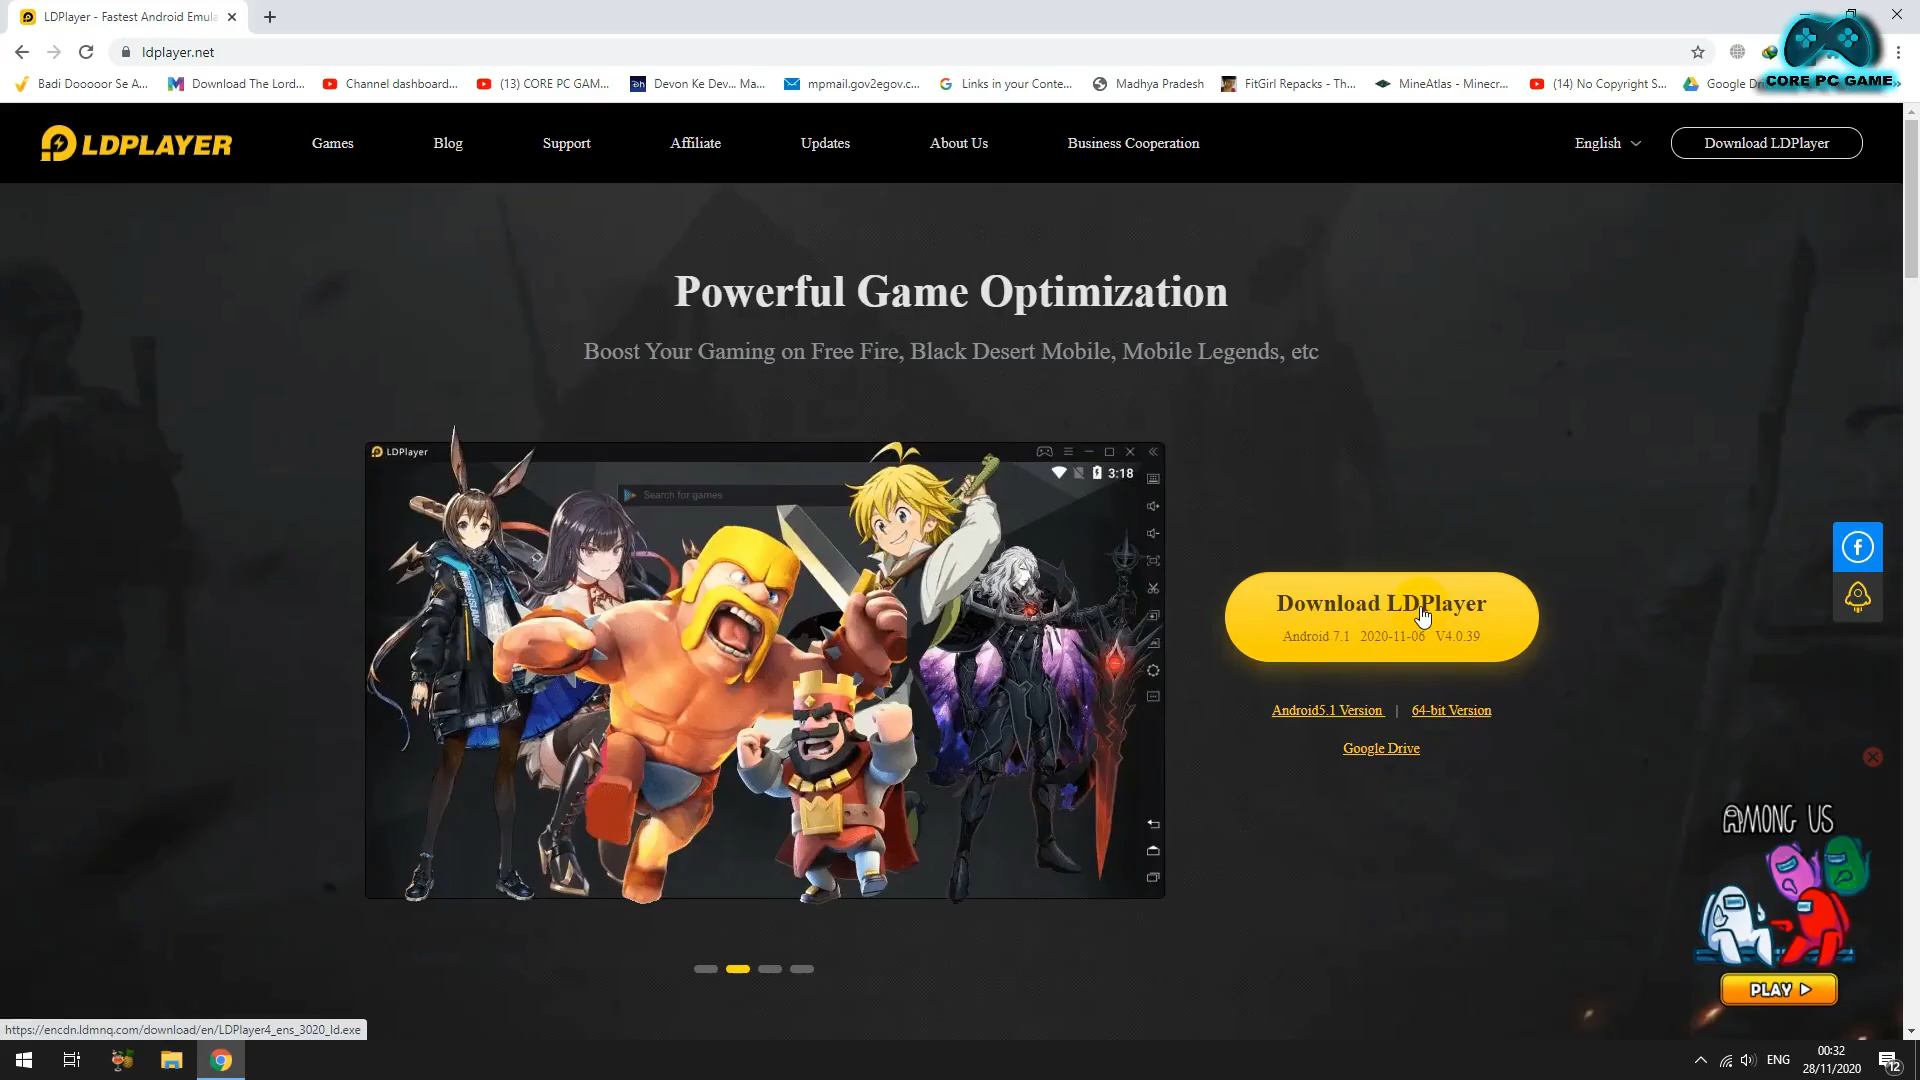 LDPlayer - Fastest Android Emula
ldplayer.net
CORE PC GAME
Badi Dooooor Se A...
Download The Lord...
Channel dashboard...
(13) CORE PC GAM...
Devon Ke Dev... Ma...
mpmail.gov2egov.c...
Links in your Conte...
Madhya Pradesh
FitGirl Repacks - Th...
MineAtlas - Minecr...
(14) No Copyright S...
Google Dr
LDPLAYER
Games
Blog
Support
Affiliate
Updates
About Us
Business Cooperation
English
Download LDPlayer
Powerful Game Optimization
Boost Your Gaming on Free Fire, Black Desert Mobile, Mobile Legends, etc
LDPlayer
3:18
Search for games
Download LDPlayer
Android 7.1 2020-11-06 V4.0.39
Android5.1 Version | 64-bit Version
Google Drive
AMONG US
PLAY
https://encdn.ldmnq.com/download/en/LDPlayer4_ens_3020_ld.exe
ENG
00:32
28/11/2020
12